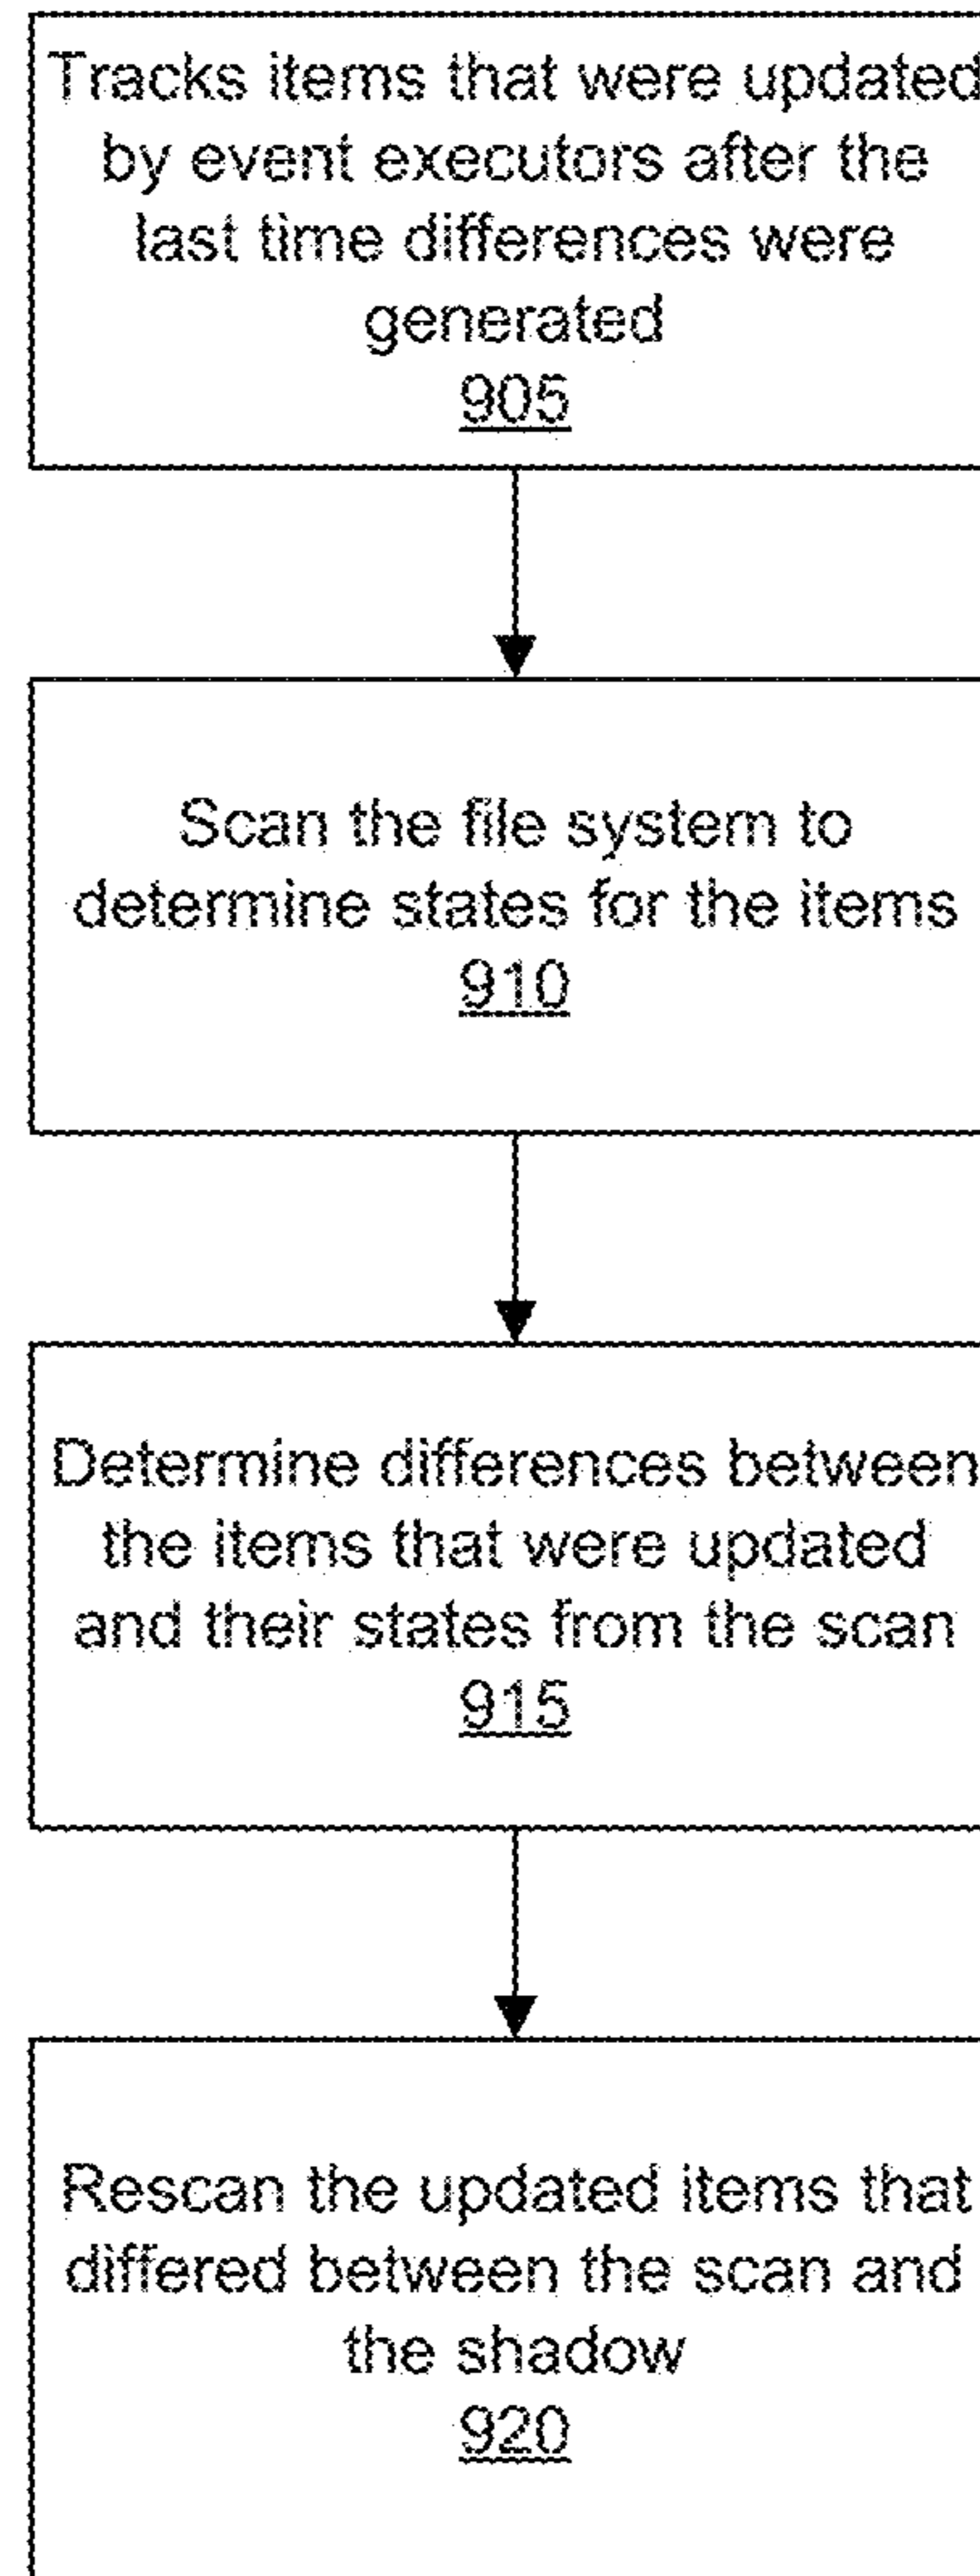 Tracks items that were updated
by event executors after the
last time differences were
generated
905
Scan the file system to
determine states for the items
910
Determine differences between
the items that were updated
and their states from the scan
915
Rescan the updated items that
differed between the scan and
the shadow
920